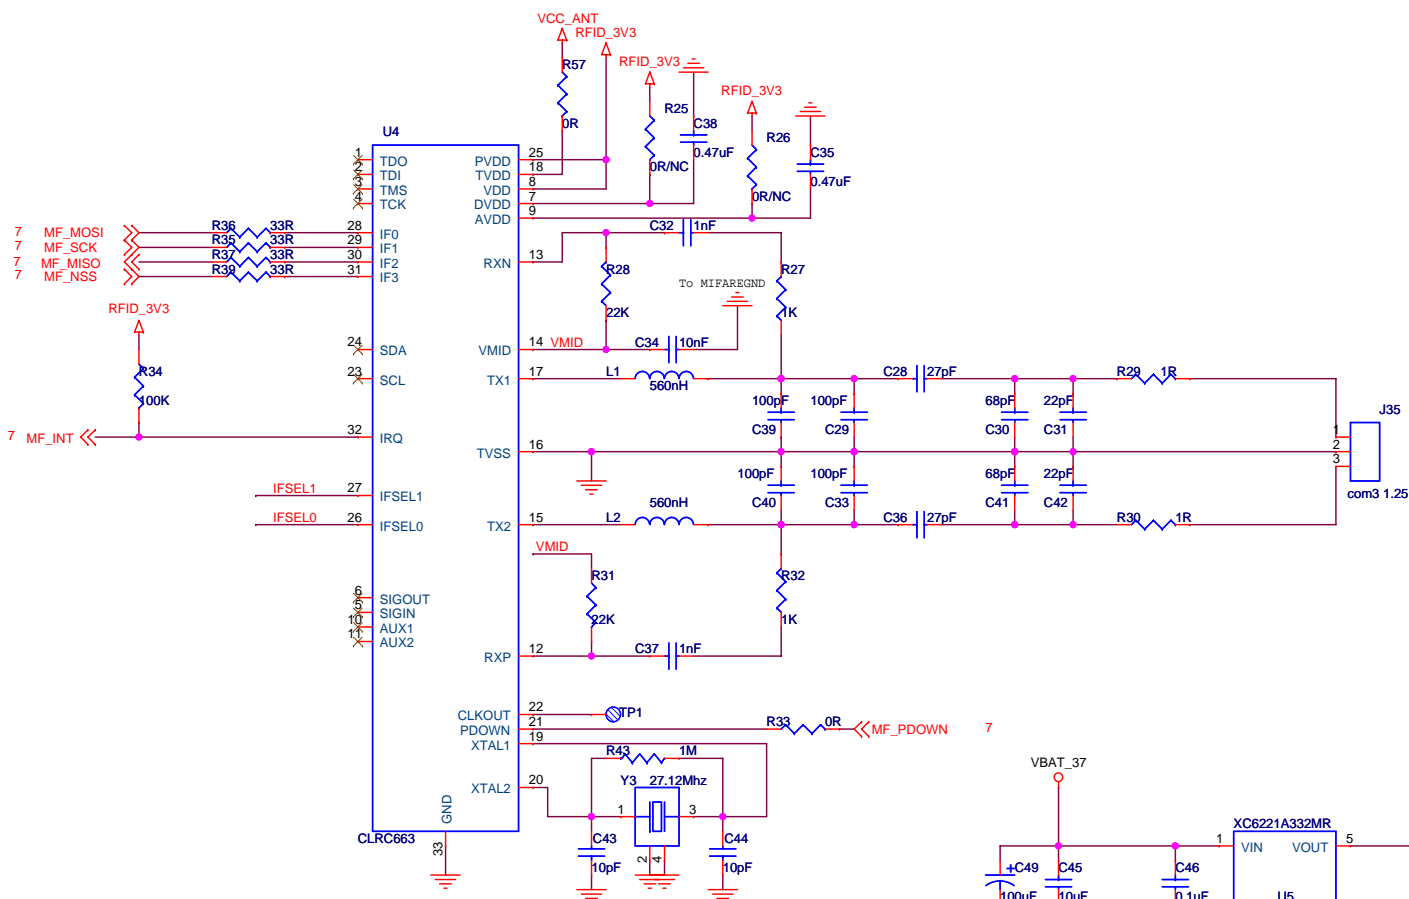 VCC_ANT
RFID_3V3
R57
RFID_3V3
0R
R25
C38
0.47uF
0R/NC
RFID_3V3
R26
C35
0.47uF
0R/NC
U4
1 TDO
2 TDI
3 TMS
4 TCK
PVDD 25
TVDD 18
VDD 8
DVDD 7
AVDD 9
7 MF_MOSI R36 33R 28 IF0
7 MF_SCK R35 33R 29 IF1
7 MF_MISO R37 33R 30 IF2
7 MF_NSS R39 33R 31 IF3
RXN 13
C32 1nF
R28
22K
R27
1K
To MIFAREGND
RFID_3V3
R34
100K
24 SDA
23 SCL
VMID 14 VMID
C34 10nF
TX1 17
L1
560nH
C28 27pF
R29 1R
100pF
C39
100pF
C29
68pF
C30
22pF
C31
J35
1
2
3
com3 1.25
7 MF_INT
32 IRQ
TVSS 16
100pF
C40
100pF
C33
68pF
C41
22pF
C42
IFSEL1 27 IFSEL1
IFSEL0 26 IFSEL0
560nH
TX2 15
L2
C36 27pF
R30 1R
VMID
R31
22K
R32
1K
6 SIGOUT
5 SIGIN
10 AUX1
11 AUX2
RXP 12
C37 1nF
CLKOUT 22
TP1
PDOWN 21
R33 0R
MF_PDOWN 7
XTAL1 19
R43 1M
XTAL2 20
Y3 27.12Mhz
1
3
2
4
GND
33
CLRC663
C43
10pF
C44
10pF
VBAT_37
XC6221A332MR
1 VIN
VOUT 5
U5
+C49
100uF
C45
10uF
C46
0.1uF